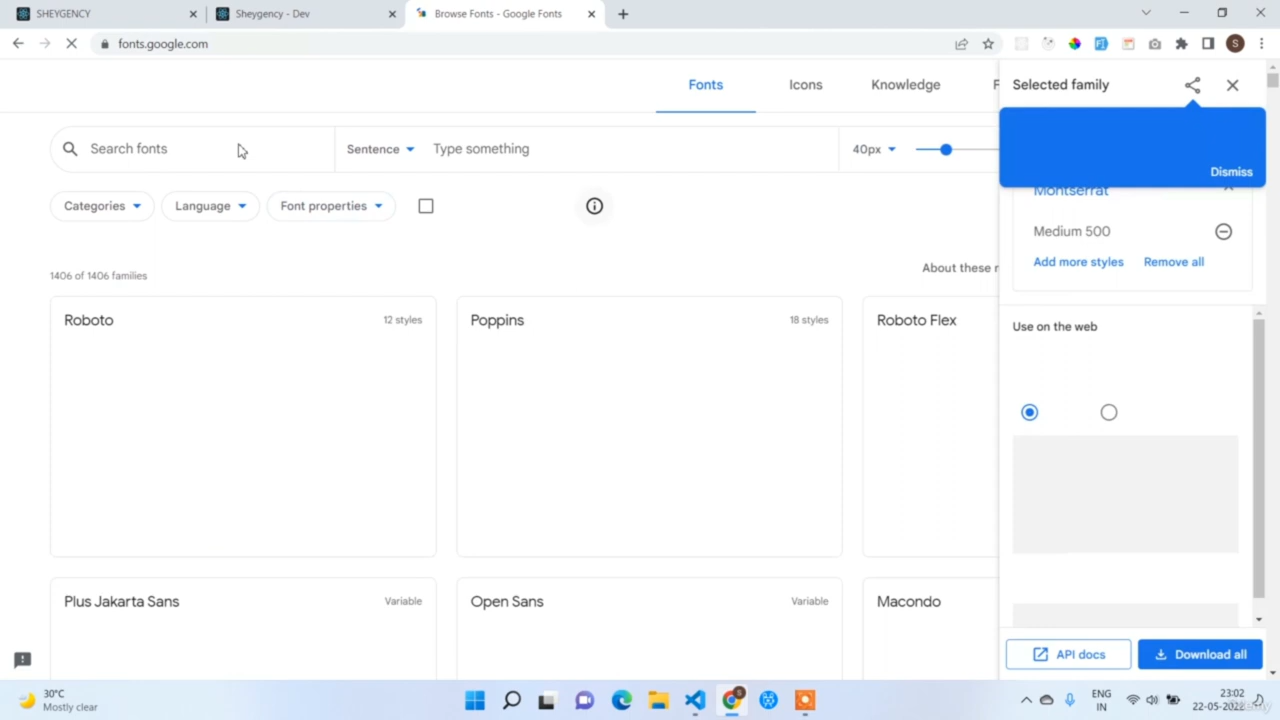 SHEYGENCY
Sheygency - Dev
Browse Fonts - Google Fonts
fonts.google.com
S
Fonts
Icons
Knowledge
F
Selected family
Search fonts
Sentence
Type something
40px
Dismiss
Montserrat
Categories
Language
Font properties
Medium 500
Add more styles
Remove all
1406 of 1406 families
About these r
Roboto
12 styles
Poppins
18 styles
Roboto Flex
Use on the web
Plus Jakarta Sans
Variable
Open Sans
Variable
Macondo
API docs
Download all
30°C
Mostly clear
ENG
IN
23:02
22-05-2022